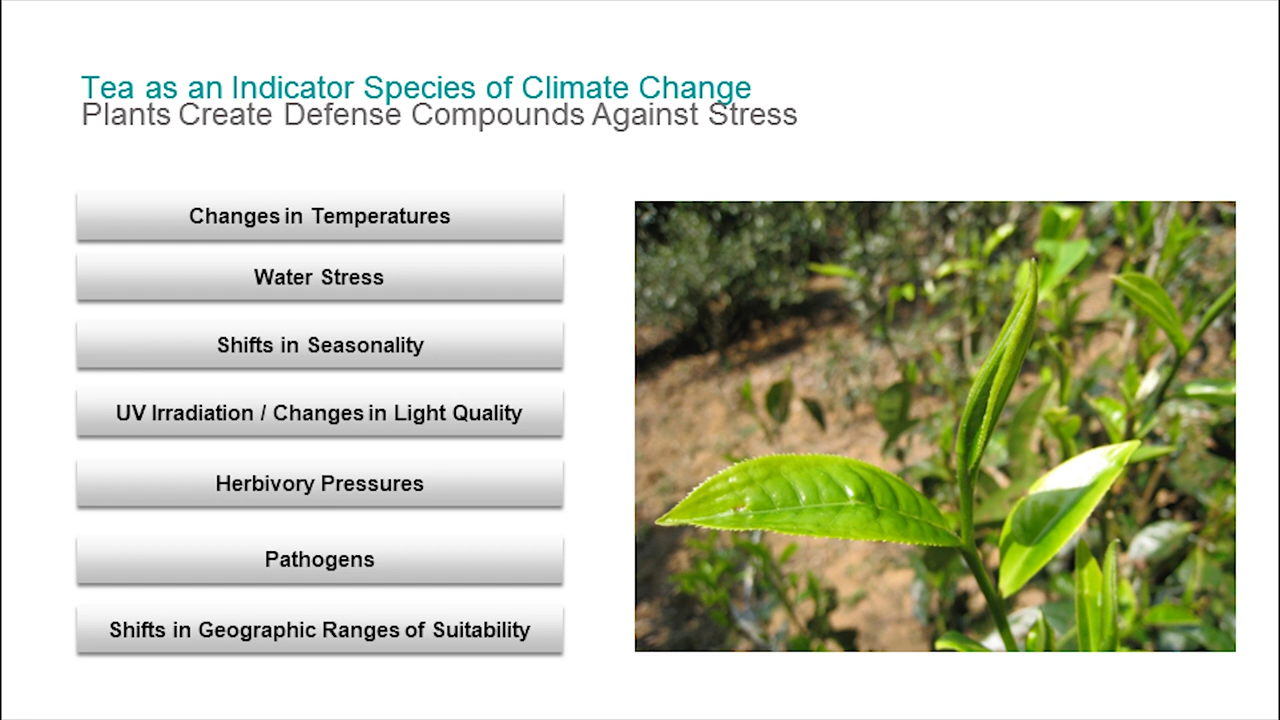 Tea as an Indicator Species of Climate Change
Plants Create Defense Compounds Against Stress
Changes in Temperatures
Water Stress
Shifts in Seasonality
UV Irradiation / Changes in Light Quality
Herbivory Pressures
Pathogens
Shifts in Geographic Ranges of Suitability